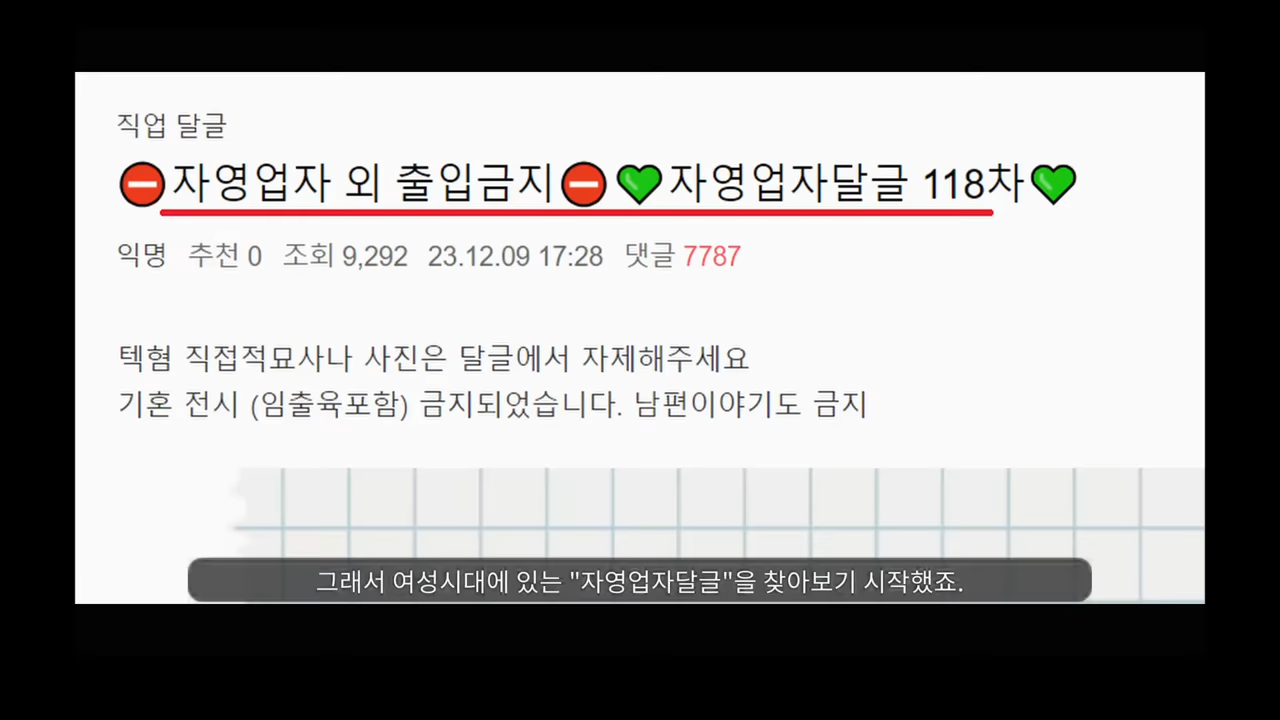 직업 달글
⛔자영업자 외 출입금지⛔💚자영업자달글 118차💚
익명 추천 0 조회 9,292 23.12.09 17:28 댓글 7787
텍혐 직접적묘사나 사진은 달글에서 자제해주세요
기혼 전시 (임출육포함) 금지되었습니다. 남편이야기도 금지
그래서 여성시대에 있는 "자영업자달글"을 찾아보기 시작했죠.